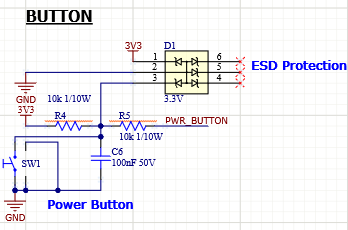 BUTTON
3V3 D1
1 6
2 5
3 4
ESD Protection
3.3V
GND
3V3
10k 1/10W
R4 R5
PWR_BUTTON
10k 1/10W
C6
100nF 50V
SW1
GND
Power Button